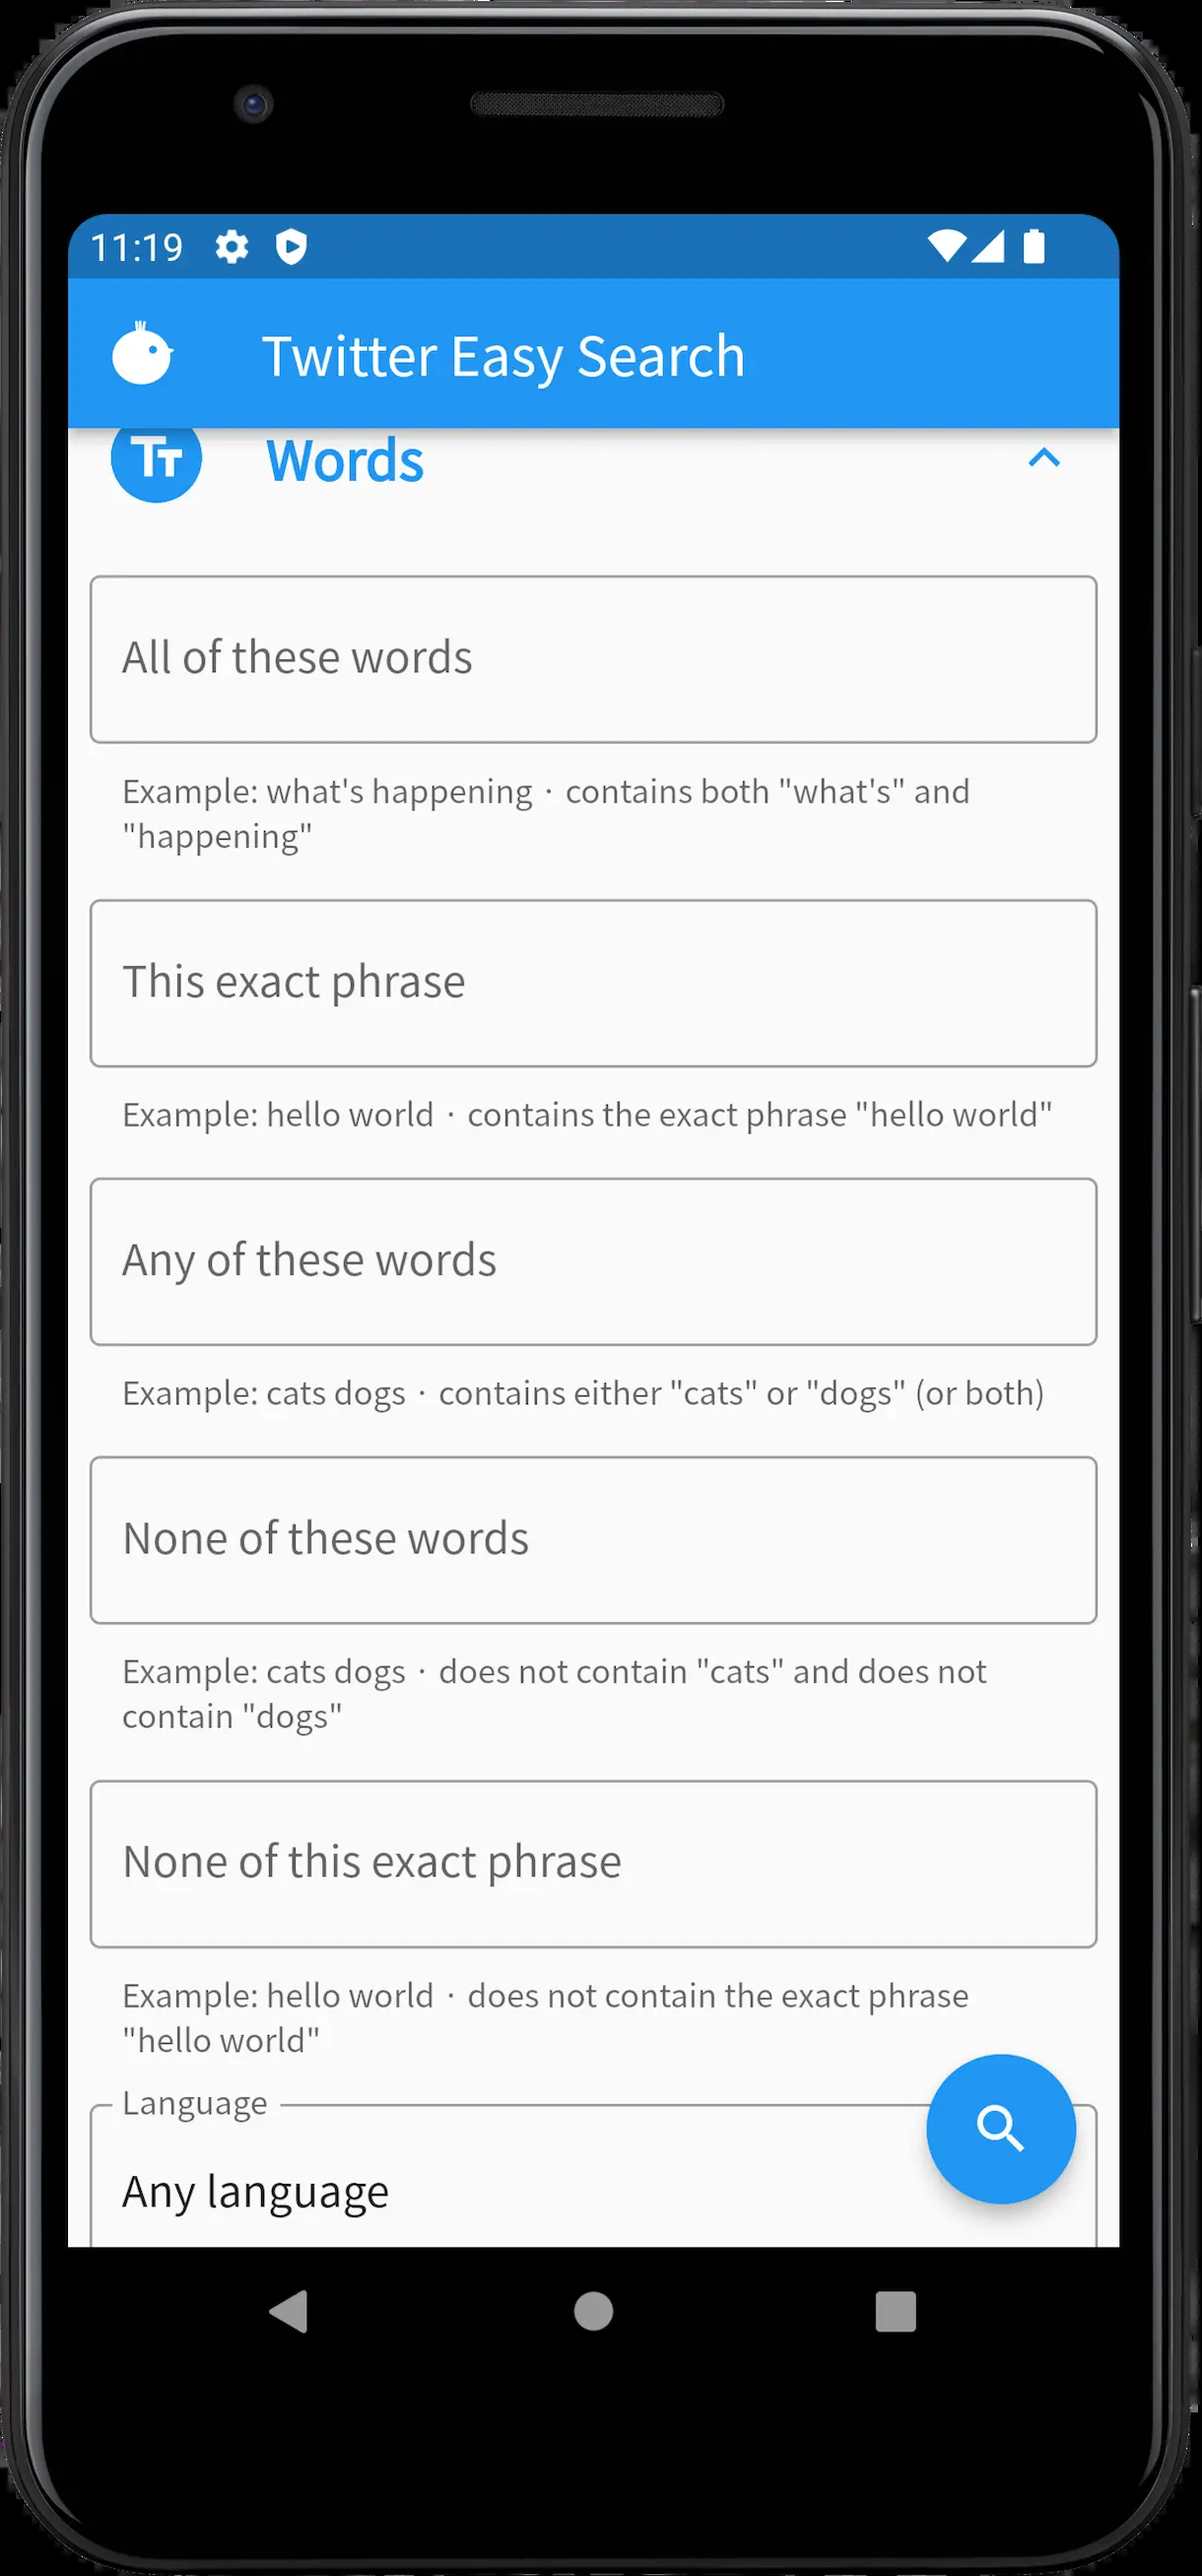 11:19
Twitter Easy Search
Tt Words
All of these words
Example: what's happening · contains both "what's" and
"happening"
This exact phrase
Example: hello world · contains the exact phrase "hello world"
Any of these words
Example: cats dogs · contains either "cats" or "dogs" (or both)
None of these words
Example: cats dogs · does not contain "cats" and does not
contain "dogs"
None of this exact phrase
Example: hello world · does not contain the exact phrase
"hello world"
Language
Any language